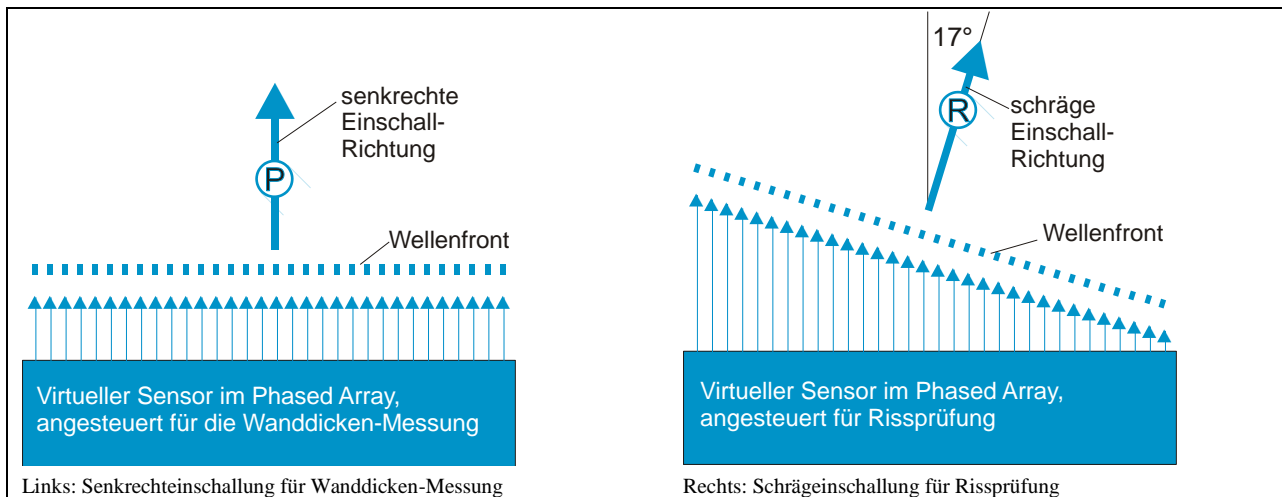 senkrechte
Einschall-
Richtung
P
Wellenfront
Virtueller Sensor im Phased Array,
angesteuert für die Wanddicken-Messung
Links: Senkrechteinschallung für Wanddicken-Messung
17°
R
schräge
Einschall-
Richtung
Wellenfront
Virtueller Sensor im Phased Array,
angesteuert für Rissprüfung
Rechts: Schrägeinschallung für Rissprüfung